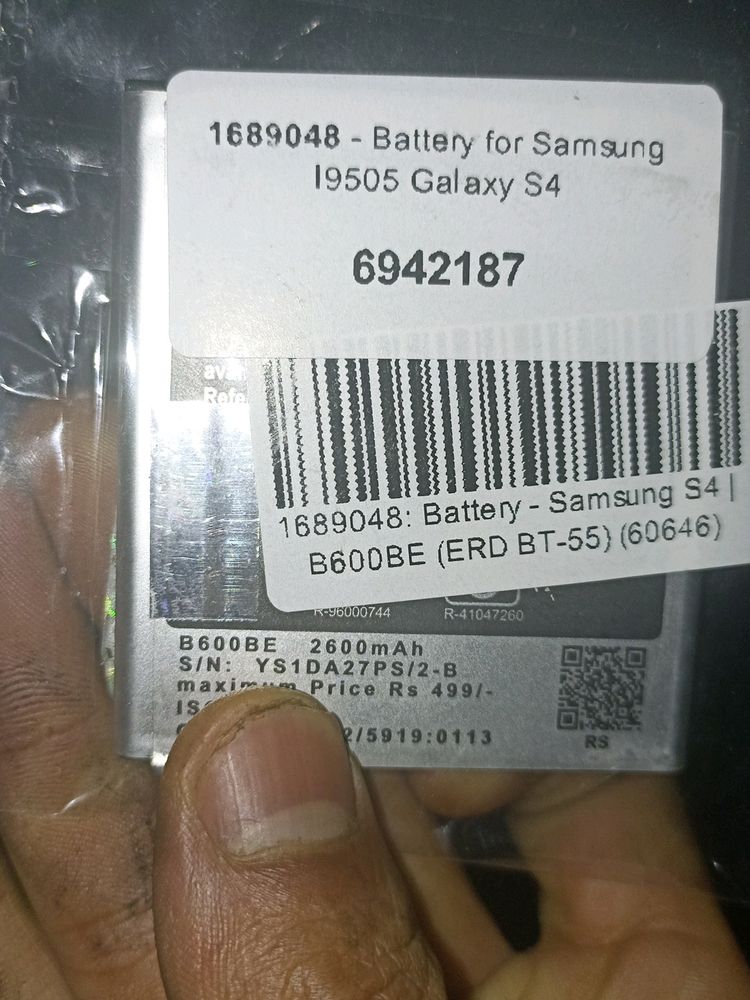 1689048 - Battery for Samsung
I9505 Galaxy S4
6942187
1689048: Battery - Samsung S4 |
B600BE (ERD BT-55) (60646)
R-96000744 R-41047260
B600BE 2600mAh
S/N: YS1DA27PS/2-B
maximum Price Rs 499/-
2/5919:0113
RS